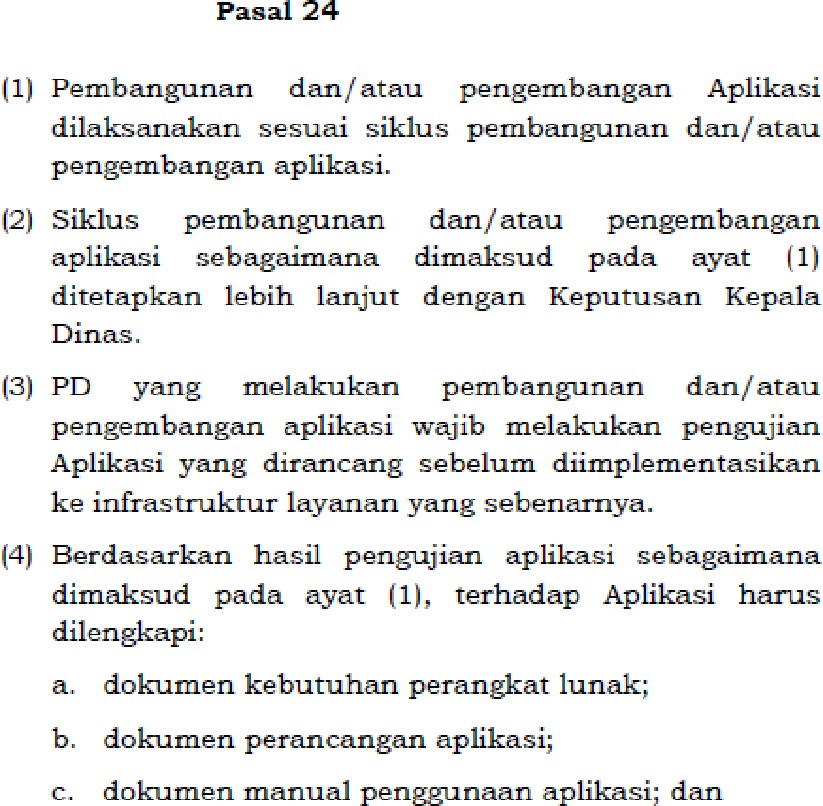 Pasal 24
(1) Pembangunan dan/atau pengembangan Aplikasi
dilaksanakan sesuai siklus pembangunan dan/atau
pengembangan aplikasi.
(2) Siklus pembangunan dan/atau pengembangan
aplikasi sebagaimana dimaksud pada ayat (1)
ditetapkan lebih lanjut dengan Keputusan Kepala
Dinas.
(3) PD yang melakukan pembangunan dan/atau
pengembangan aplikasi wajib melakukan pengujian
Aplikasi yang dirancang sebelum diimplementasikan
ke infrastruktur layanan yang sebenarnya.
(4) Berdasarkan hasil pengujian aplikasi sebagaimana
dimaksud pada ayat (1), terhadap Aplikasi harus
dilengkapi:
a. dokumen kebutuhan perangkat lunak;
b. dokumen perancangan aplikasi;
c. dokumen manual penggunaan aplikasi; dan